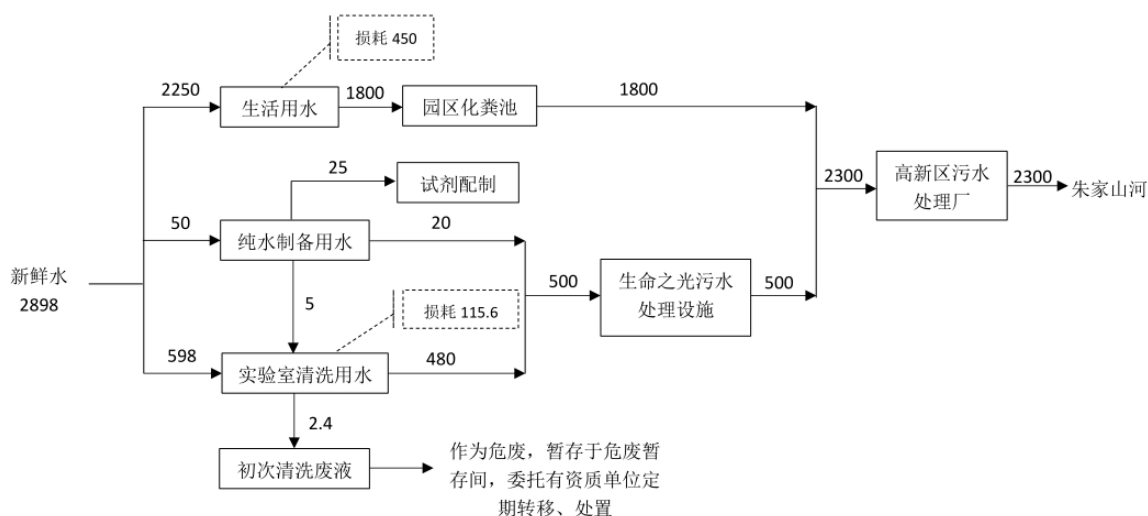 损耗 450
2250
生活用水
1800
园区化粪池
1800
25
试剂配制
高新区污水
处理厂
2300
2300
朱家山河
50
纯水制备用水
20
新鲜水
2898
5
损耗 115.6
500
生命之光污水
处理设施
500
598
实验室清洗用水
480
2.4
初次清洗废液
作为危废，暂存于危废暂
存间，委托有资质单位定
期转移、处置